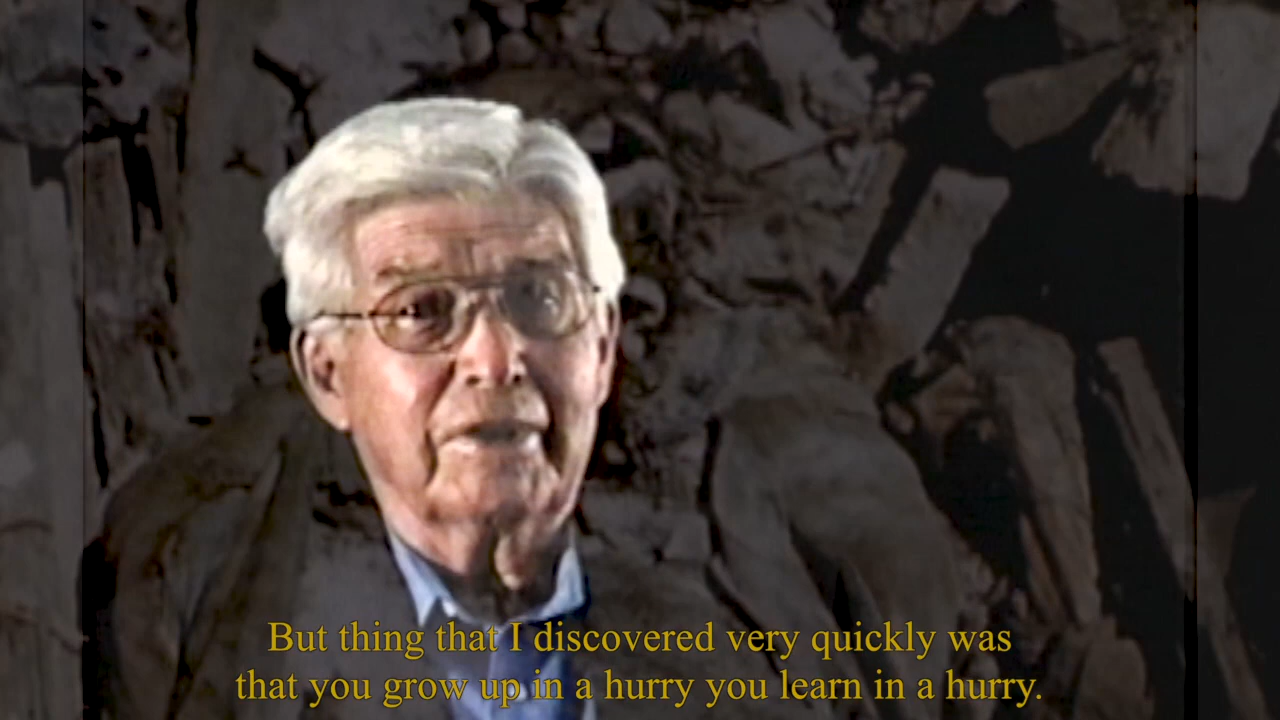 But thing that I discovered very quickly was
that you grow up in a hurry you learn in a hurry.